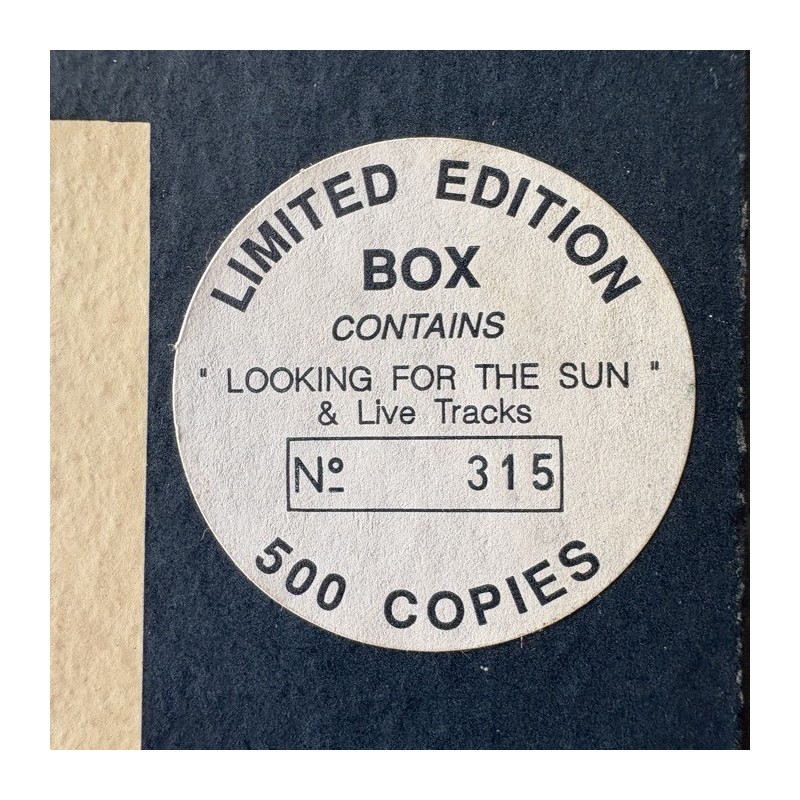 LIMITED EDITION
BOX
CONTAINS
" LOOKING FOR THE SUN "
& Live Tracks
Nº 315
500 COPIES